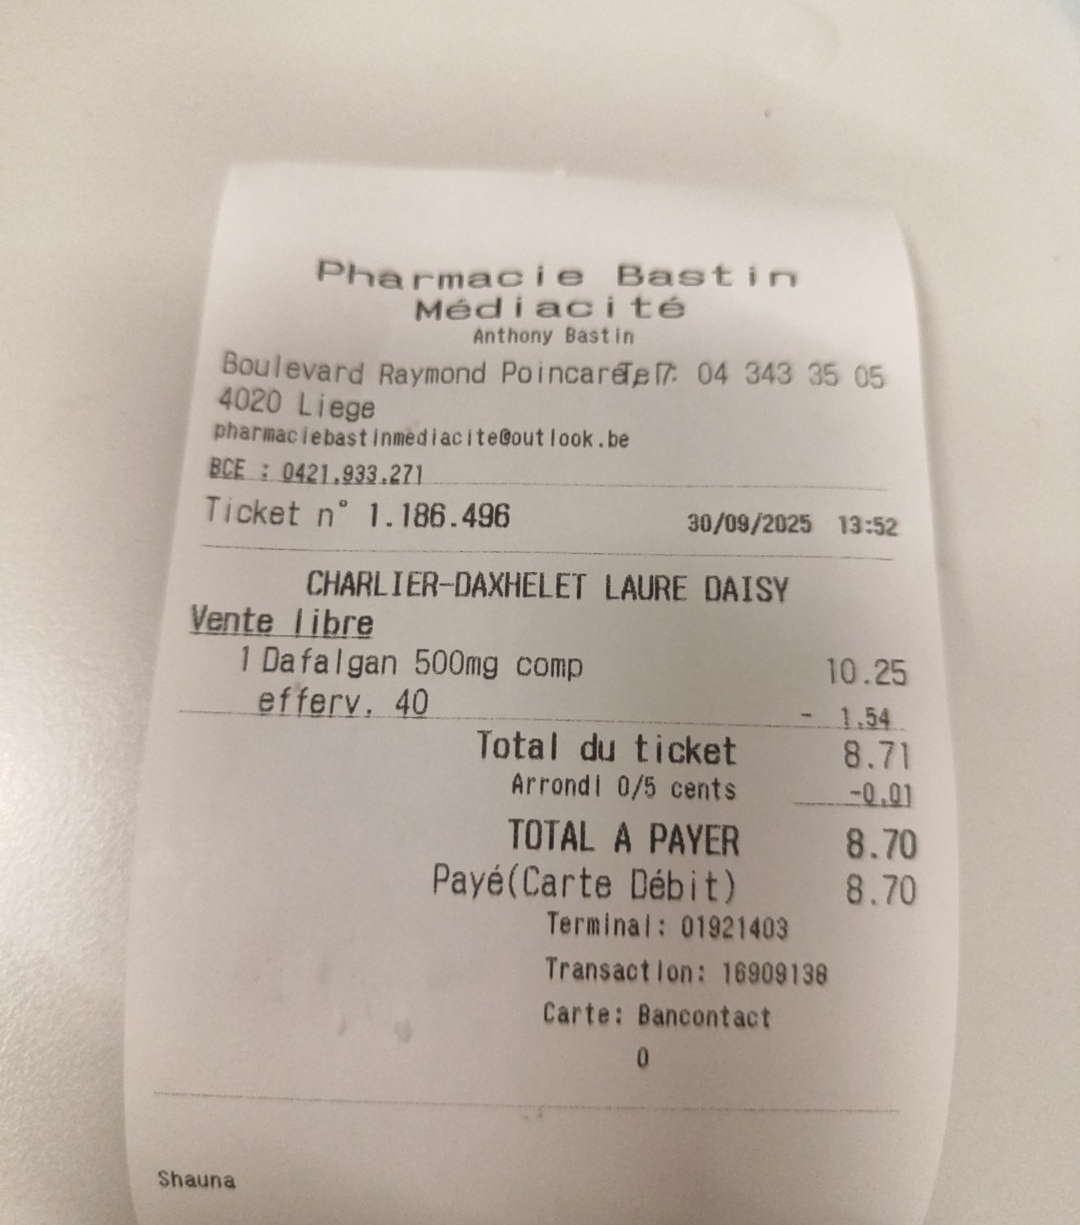 Pharmacie Bastin
Médiacité
Anthony Bastin
Boulevard Raymond Poincaré, 7 Tel: 04 343 35 05
4020 Liege
pharmaciebastinmediacite@outlook.be
BCE : 0421.933.271
Ticket n° 1.186.496 30/09/2025 13:52
CHARLIER-DAXHELET LAURE DAISY
Vente libre
1 Dafalgan 500mg comp 10.25
efferv. 40 - 1.54
Total du ticket 8.71
Arrondi 0/5 cents -0.01
TOTAL A PAYER 8.70
Payé(Carte Débit) 8.70
Terminal: 01921403
Transaction: 16909138
Carte: Bancontact
0
Shauna